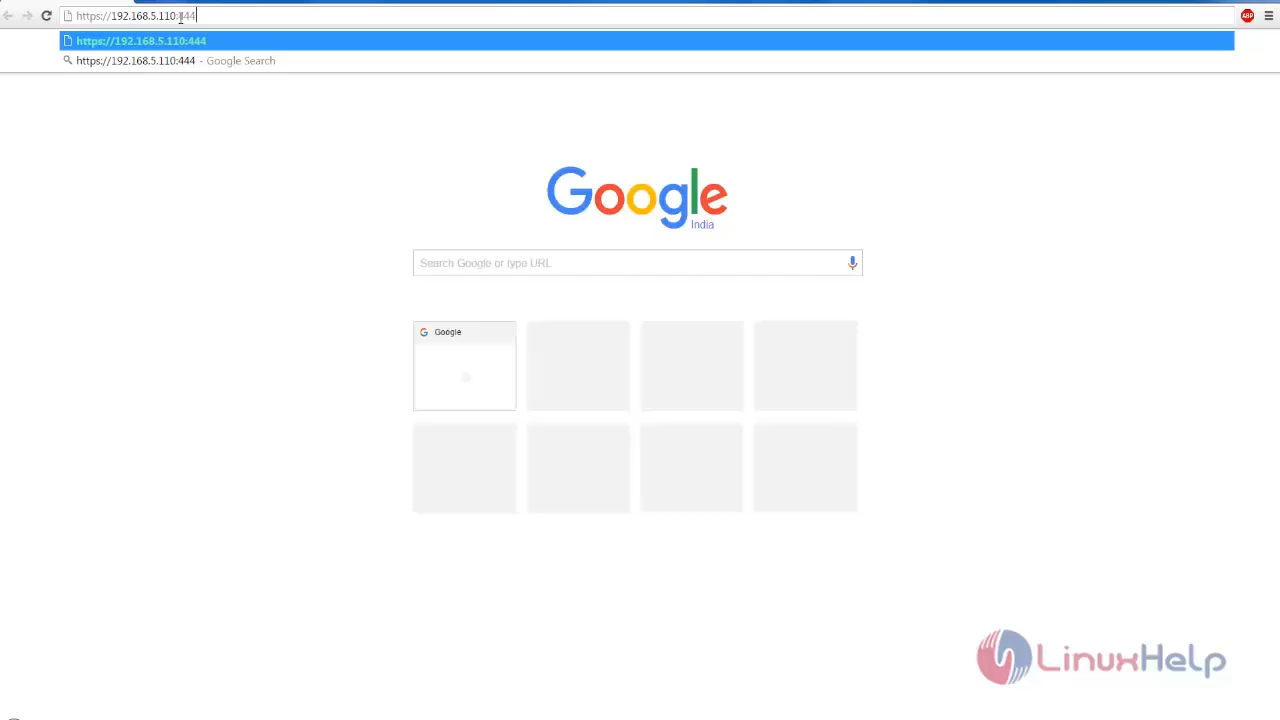 https://192.168.5.110:444
ABP
https://192.168.5.110:444
https://192.168.5.110:444 - Google Search
Google
India
Search Google or type URL
G Google
LinuxHelp